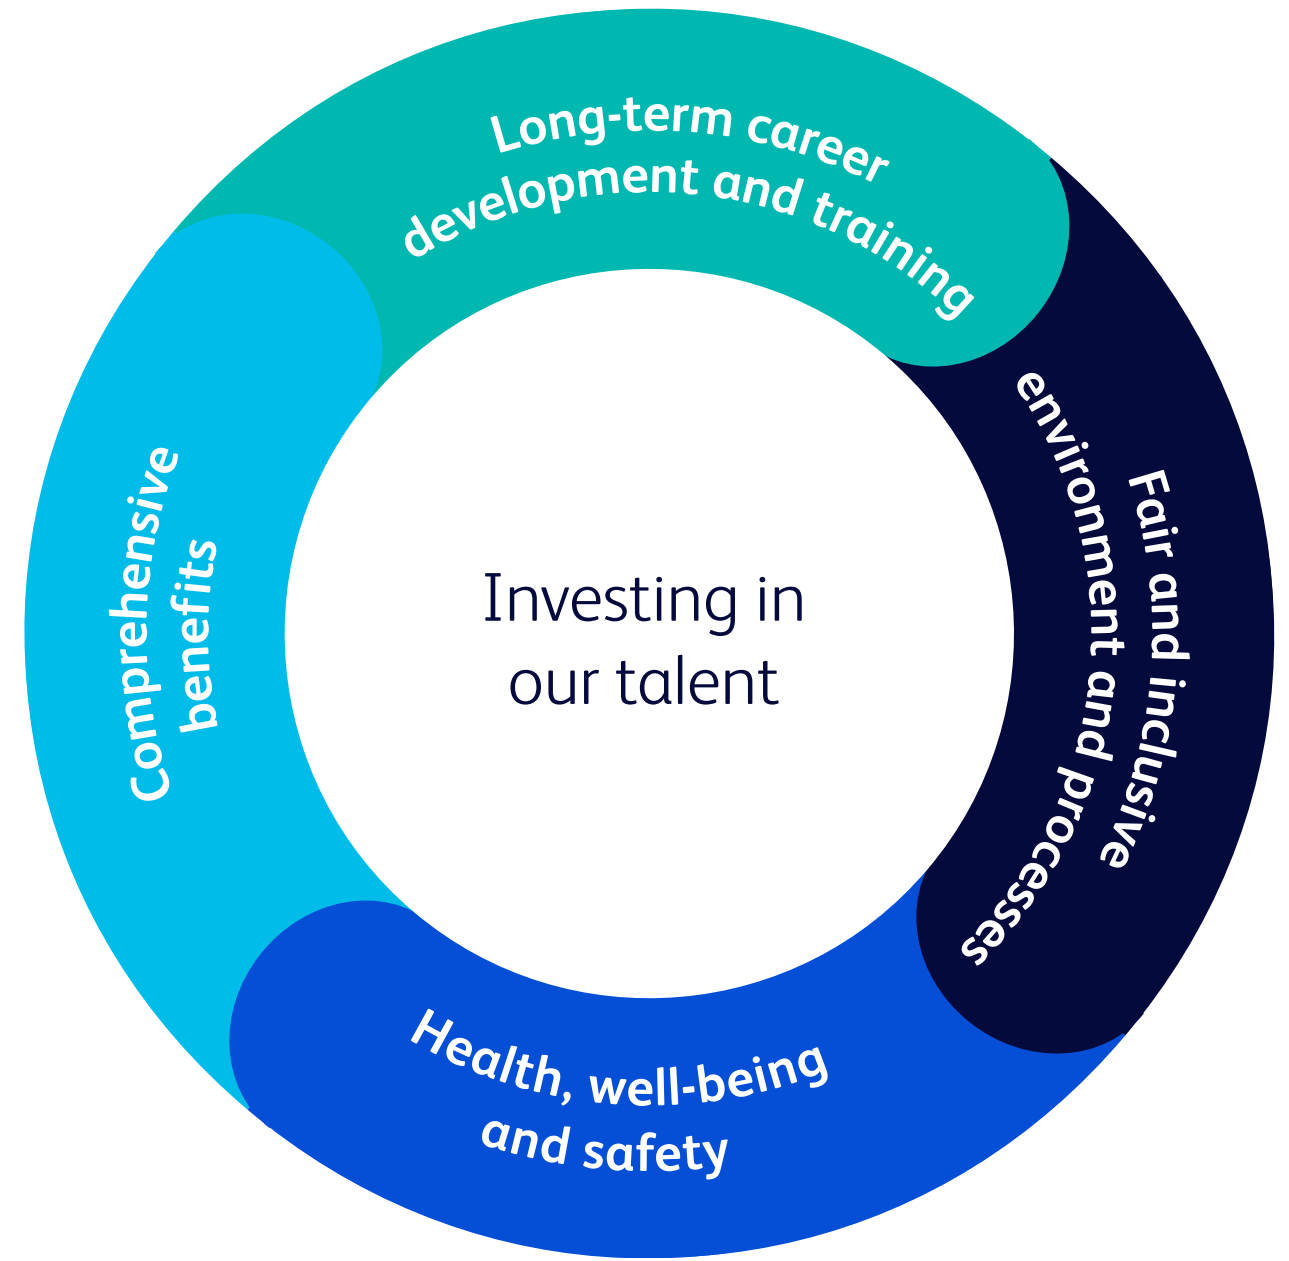 Long-term career
development and training
Fair and inclusive
environment and processes
Health, well-being
and safety
Comprehensive
benefits
Investing in
our talent